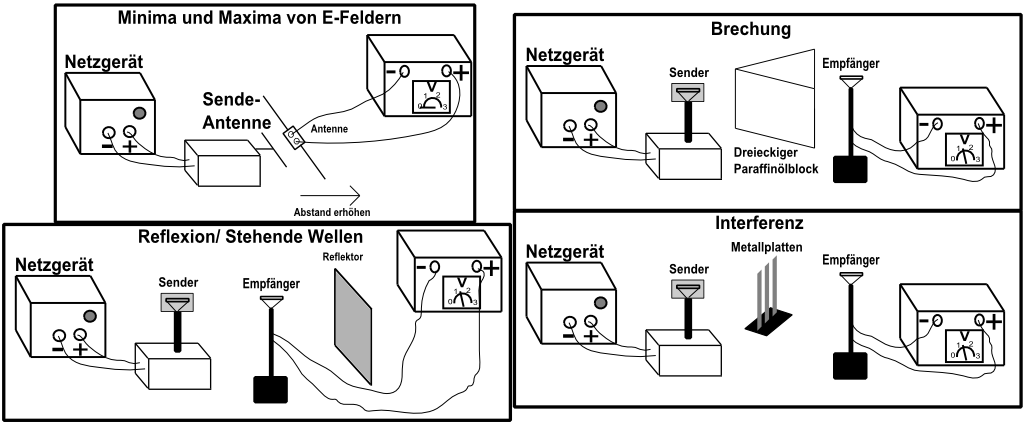 Minima und Maxima von E-Feldern
Netzgerät
Sende-
Antenne
Antenne
Abstand erhöhen
- +
- +
V
0 1 2 3
Brechung
Netzgerät
Sender
Empfänger
Dreieckiger
Paraffinölblock
- +
- +
V
0 1 2 3
Reflexion/ Stehende Wellen
Netzgerät
Sender
Empfänger
Reflektor
- +
- +
V
0 1 2 3
Interferenz
Netzgerät
Sender
Metallplatten
Empfänger
- +
- +
V
0 1 2 3